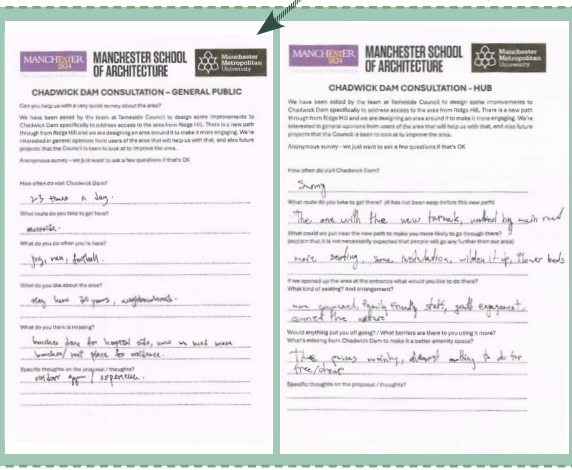 MANCHESTER
1824
MANCHESTER SCHOOL
OF ARCHITECTURE
Manchester
Metropolitan
University
CHADWICK DAM CONSULTATION – GENERAL PUBLIC
Can you help us with a very quick survey about the area?
We have been asked by the team at Tameside Council to design some improvements to
Chadwick Dam specifically to address access to the area from Ridge Hill. There is a new path
through from Ridge Hill and we are designing an area around it to make it more engaging. We're
interested in general opinions from users of the area that will help us with that, and also future
projects that the Council is keen to look at to improve the area.
Anonymous survey – we just want to ask a few questions if that's OK
How often do visit Chadwick Dam?
2-3 times a day.
What route do you take to get here?
What do you do when you're here?
jog, run, football.
What do you like about the area?
stay here 30 years,
What do you think is missing?
benches
place for
Specific thoughts on the proposal / thoughts?
outdoor gym /
MANCHESTER
1824
MANCHESTER SCHOOL
OF ARCHITECTURE
Manchester
Metropolitan
University
CHADWICK DAM CONSULTATION - HUB
We have been asked by the team at Tameside Council to design some improvements to
Chadwick Dam specifically to address access to the area from Ridge Hill. There is a new path
through from Ridge Hill and we are designing an area around it to make it more engaging. We're
interested in general opinions from users of the area that will help us with that, and also future
projects that the Council is keen to look at to improve the area.
Anonymous survey – we just want to ask a few questions if that's OK
How often do visit Chadwick Dam?
What route do you take to get there? (it has not been easy before this new path)
The one with the new tarmak, walked by main road
What could we put near the new path to make you more likely to go through there?
(explain that it is not necessarily expected that people will go any further than our area)
more seating, some wilden it up, flower beds
If we opened up the area at the entrance what would you like to do there?
What kind of seating? And arrangement?
more family friendly stuff, engagement,
the nature
Would anything put you off going? / What barriers are there to you using it more?
What's missing from Chadwick Dam to make it a better amenity space?
The prices mainly, almost nothing to do for
free/cheap
Specific thoughts on the proposal / thoughts?